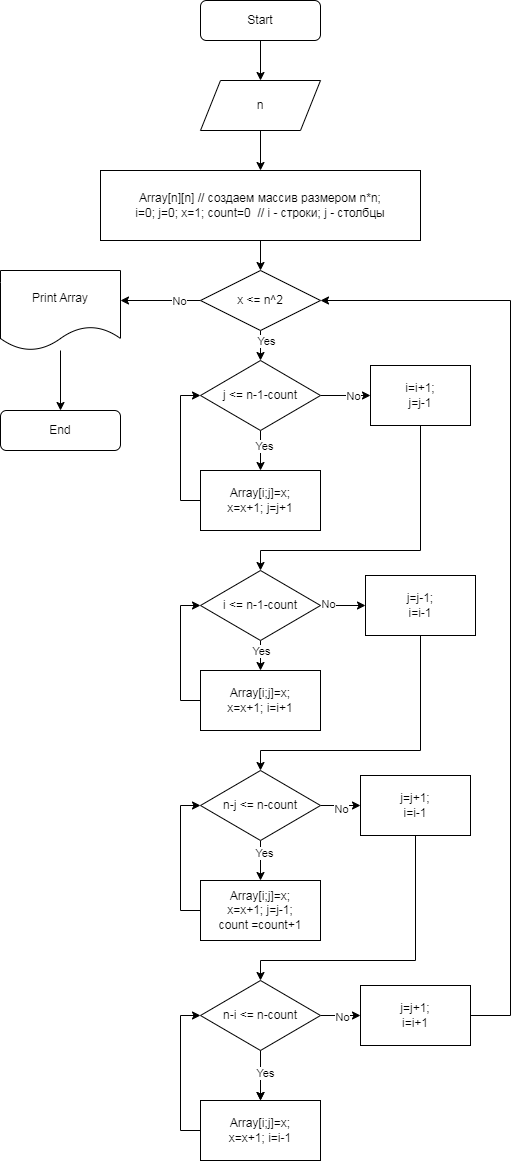 Start
n
Array[n][n] // создаем массив размером n*n;
i=0; j=0; x=1; count=0 // i - строки; j - столбцы
x <= n^2
No
Print Array
End
Yes
j <= n-1-count
No
i=i+1;
j=j-1
Yes
Array[i;j]=x;
x=x+1; j=j+1
i <= n-1-count
No
j=j-1;
i=i-1
Yes
Array[i;j]=x;
x=x+1; i=i+1
n-j <= n-count
No
j=j+1;
i=i-1
Yes
Array[i;j]=x;
x=x+1; j=j-1;
count =count+1
n-i <= n-count
No
j=j+1;
i=i+1
Yes
Array[i;j]=x;
x=x+1; i=i-1